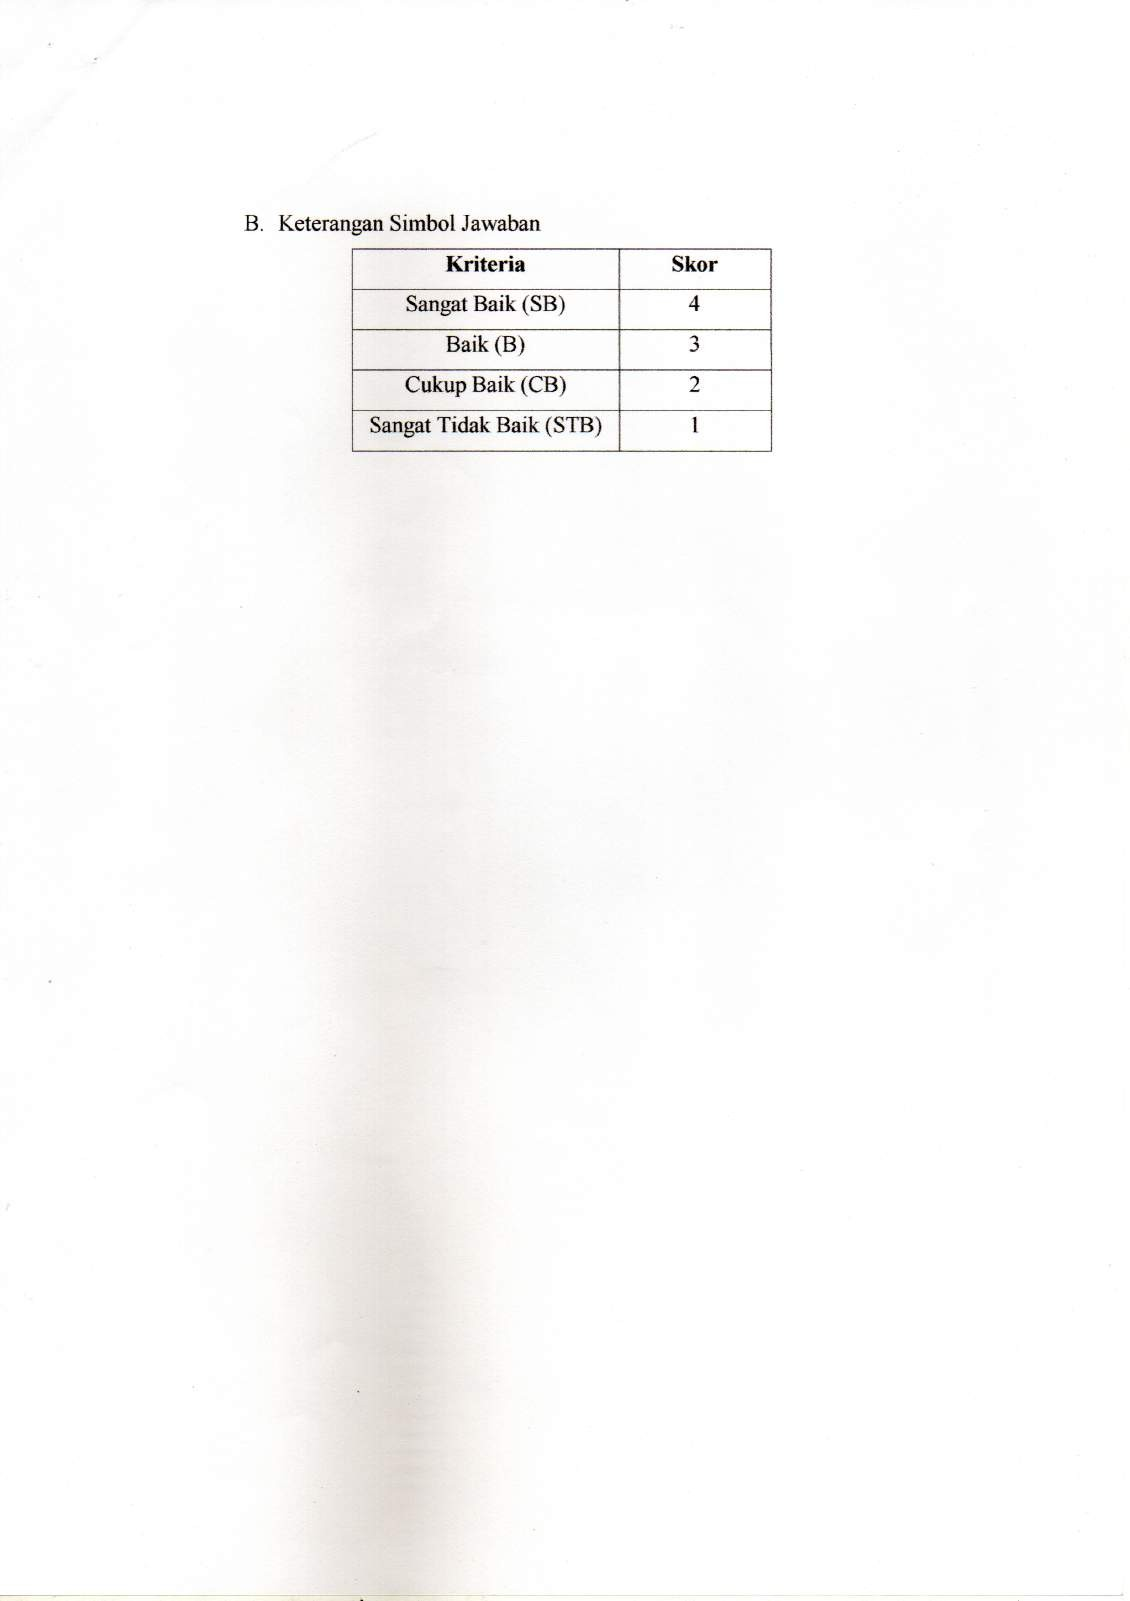 B. Keterangan Simbol Jawaban
Kriteria Skor
Sangat Baik (SB) 4
Baik (B) 3
Cukup Baik (CB) 2
Sangat Tidak Baik (STB) 1